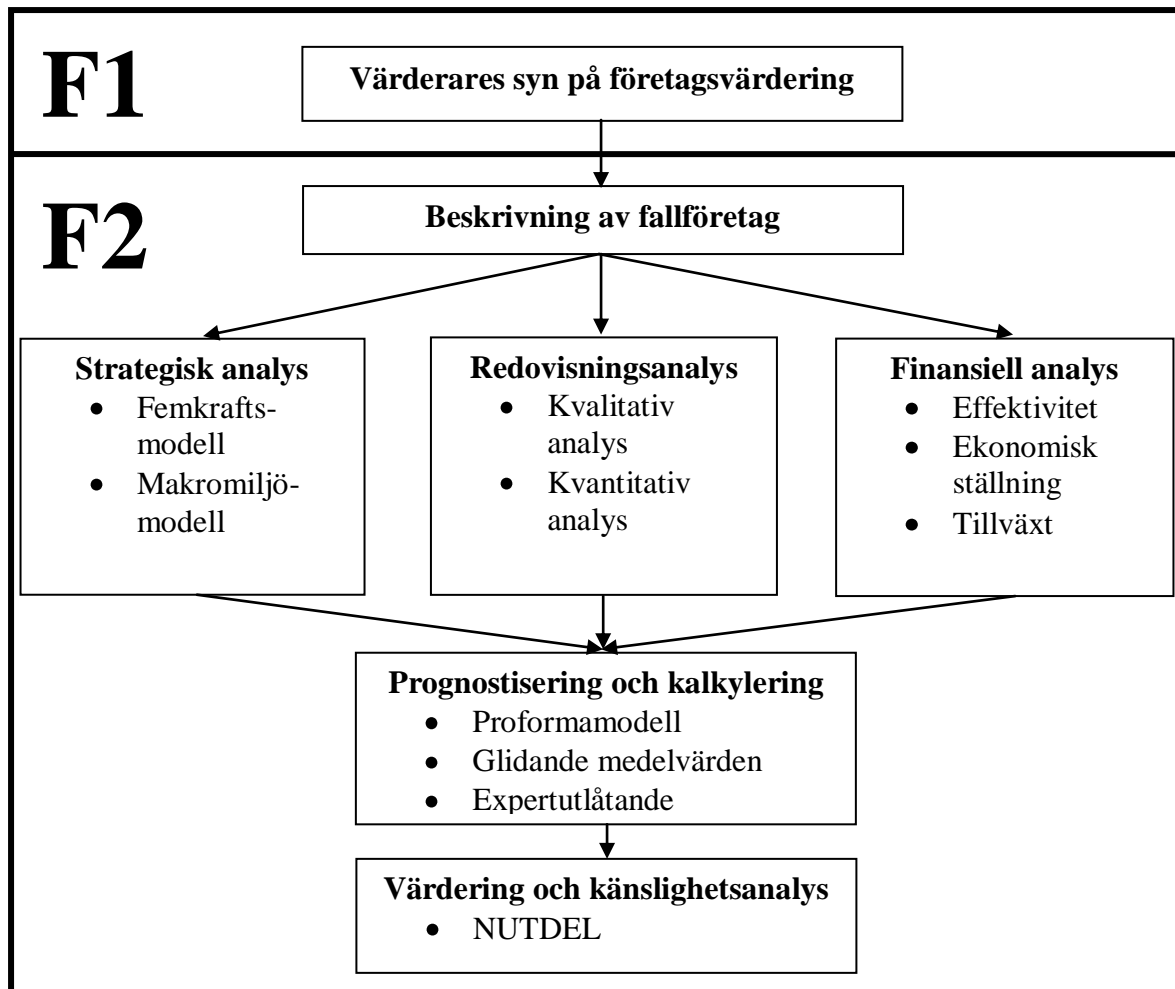 F1
Värderares syn på företagsvärdering
F2
Beskrivning av fallföretag
Strategisk analys
• Femkrafts-
modell
• Makromiljö-
modell
Redovisningsanalys
• Kvalitativ
analys
• Kvantitativ
analys
Finansiell analys
• Effektivitet
• Ekonomisk
ställning
• Tillväxt
Prognostisering och kalkylering
• Proformamodell
• Glidande medelvärden
• Expertutlåtande
Värdering och känslighetsanalys
• NUTDEL